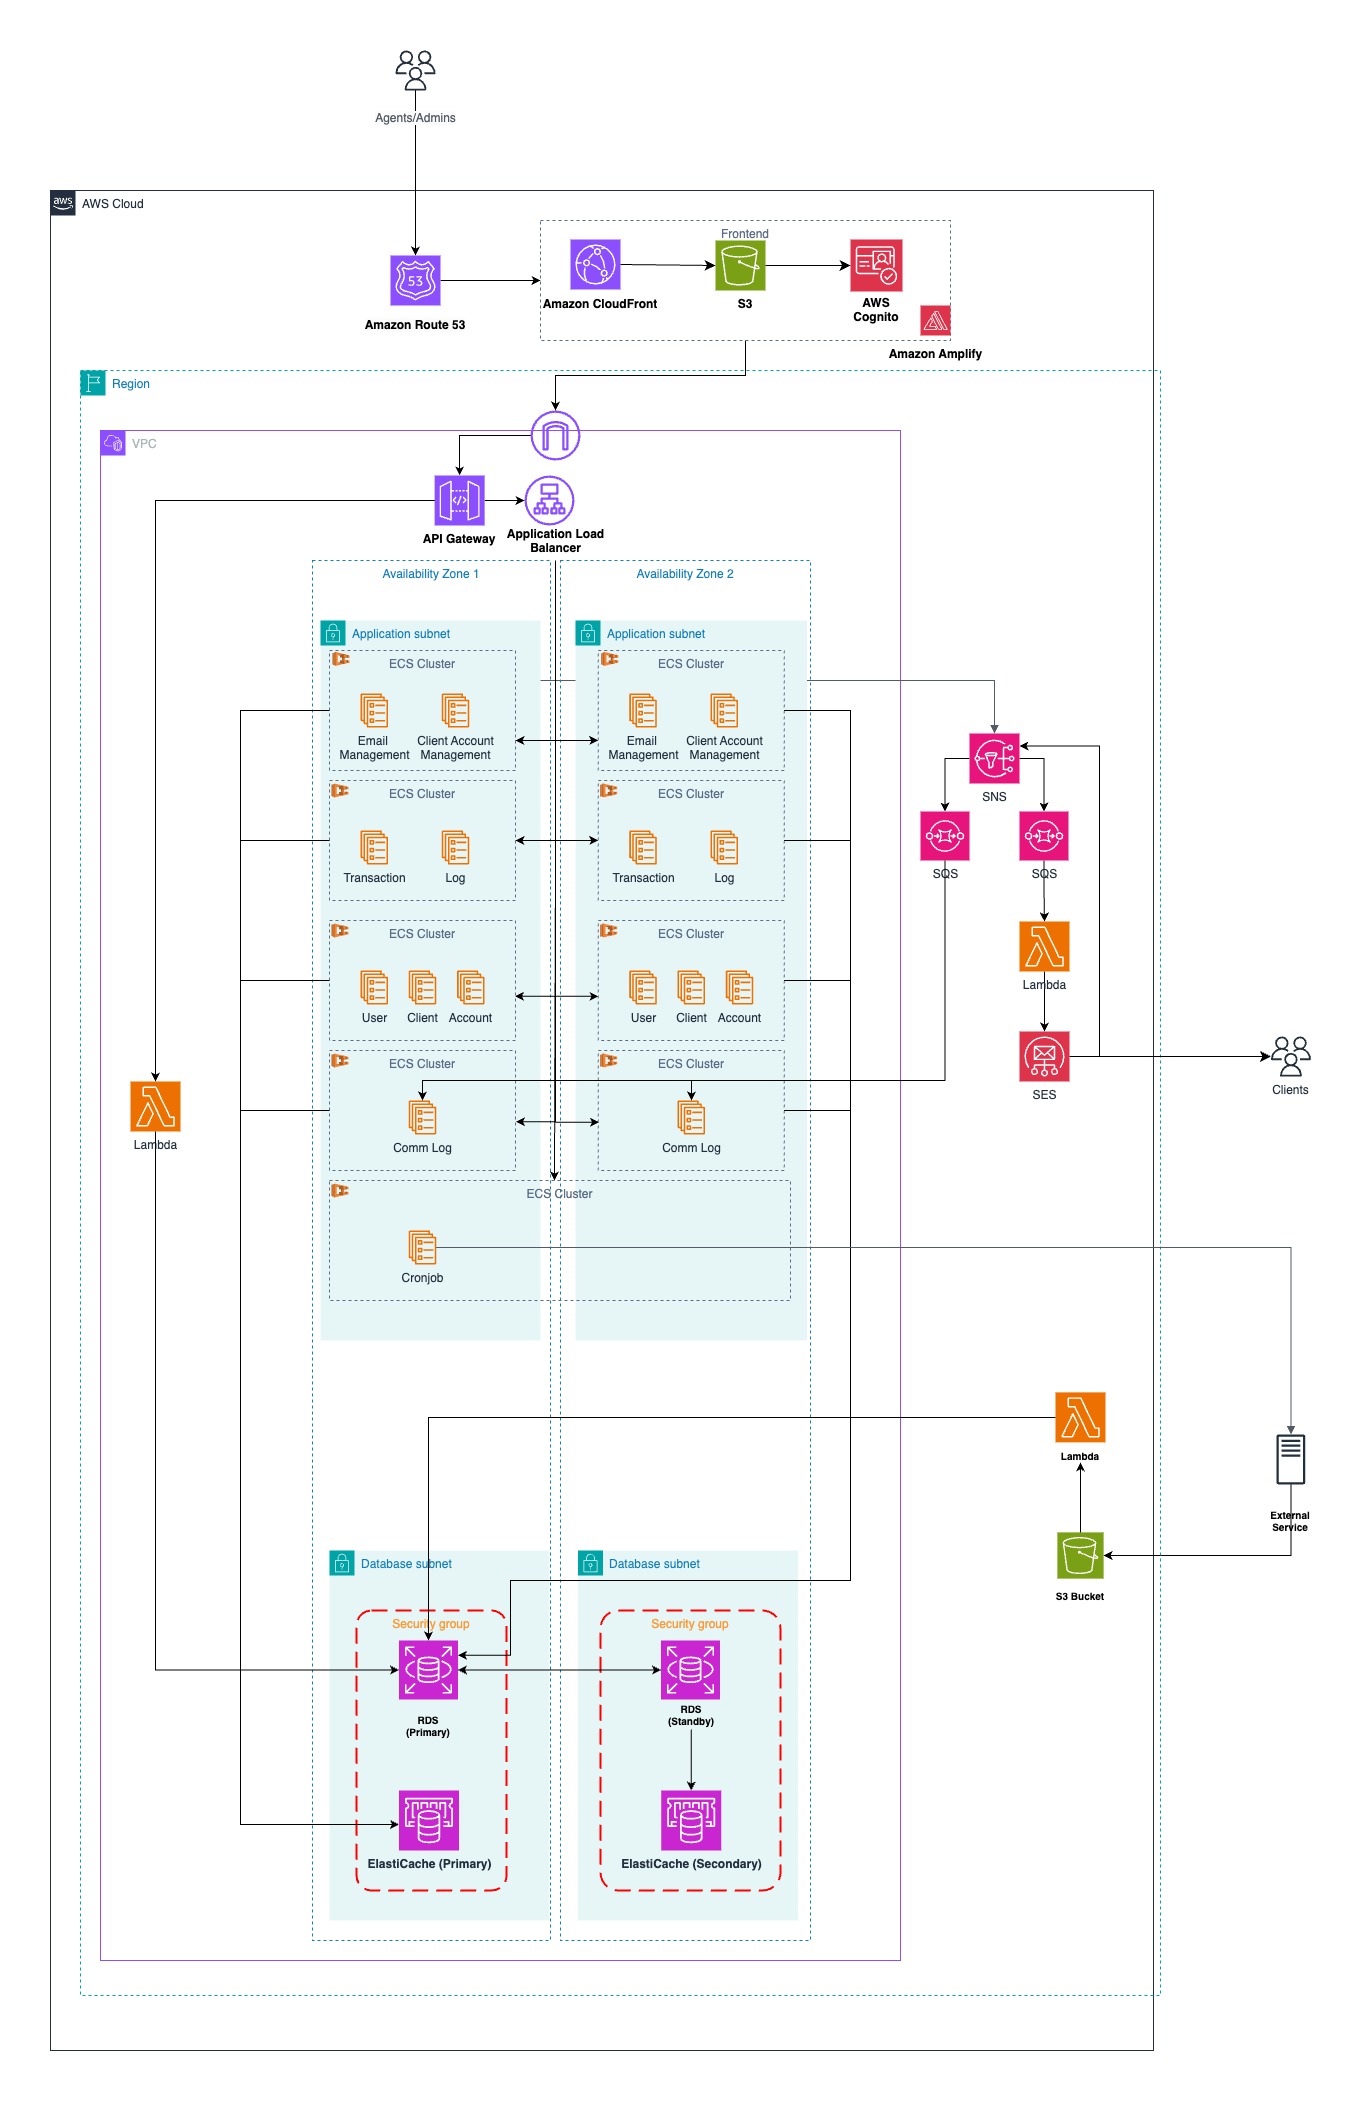 Agents/Admins
aws
AWS Cloud
Frontend
53
Amazon CloudFront
S3
AWS
Cognito
Amazon Route 53
Amazon Amplify
Region
VPC
API Gateway
Application Load
Balancer
Availability Zone 1
Availability Zone 2
Application subnet
Application subnet
ECS Cluster
ECS Cluster
Email
Management
Client Account
Management
Email
Management
Client Account
Management
SNS
ECS Cluster
ECS Cluster
Transaction
Log
Transaction
Log
SQS
SQS
ECS Cluster
ECS Cluster
User
Client
Account
User
Client
Account
Lambda
ECS Cluster
ECS Cluster
Comm Log
Comm Log
SES
Clients
Lambda
ECS Cluster
Cronjob
Lambda
External
Service
S3 Bucket
Database subnet
Database subnet
Security group
Security group
RDS
(Primary)
RDS
(Standby)
ElastiCache (Primary)
ElastiCache (Secondary)